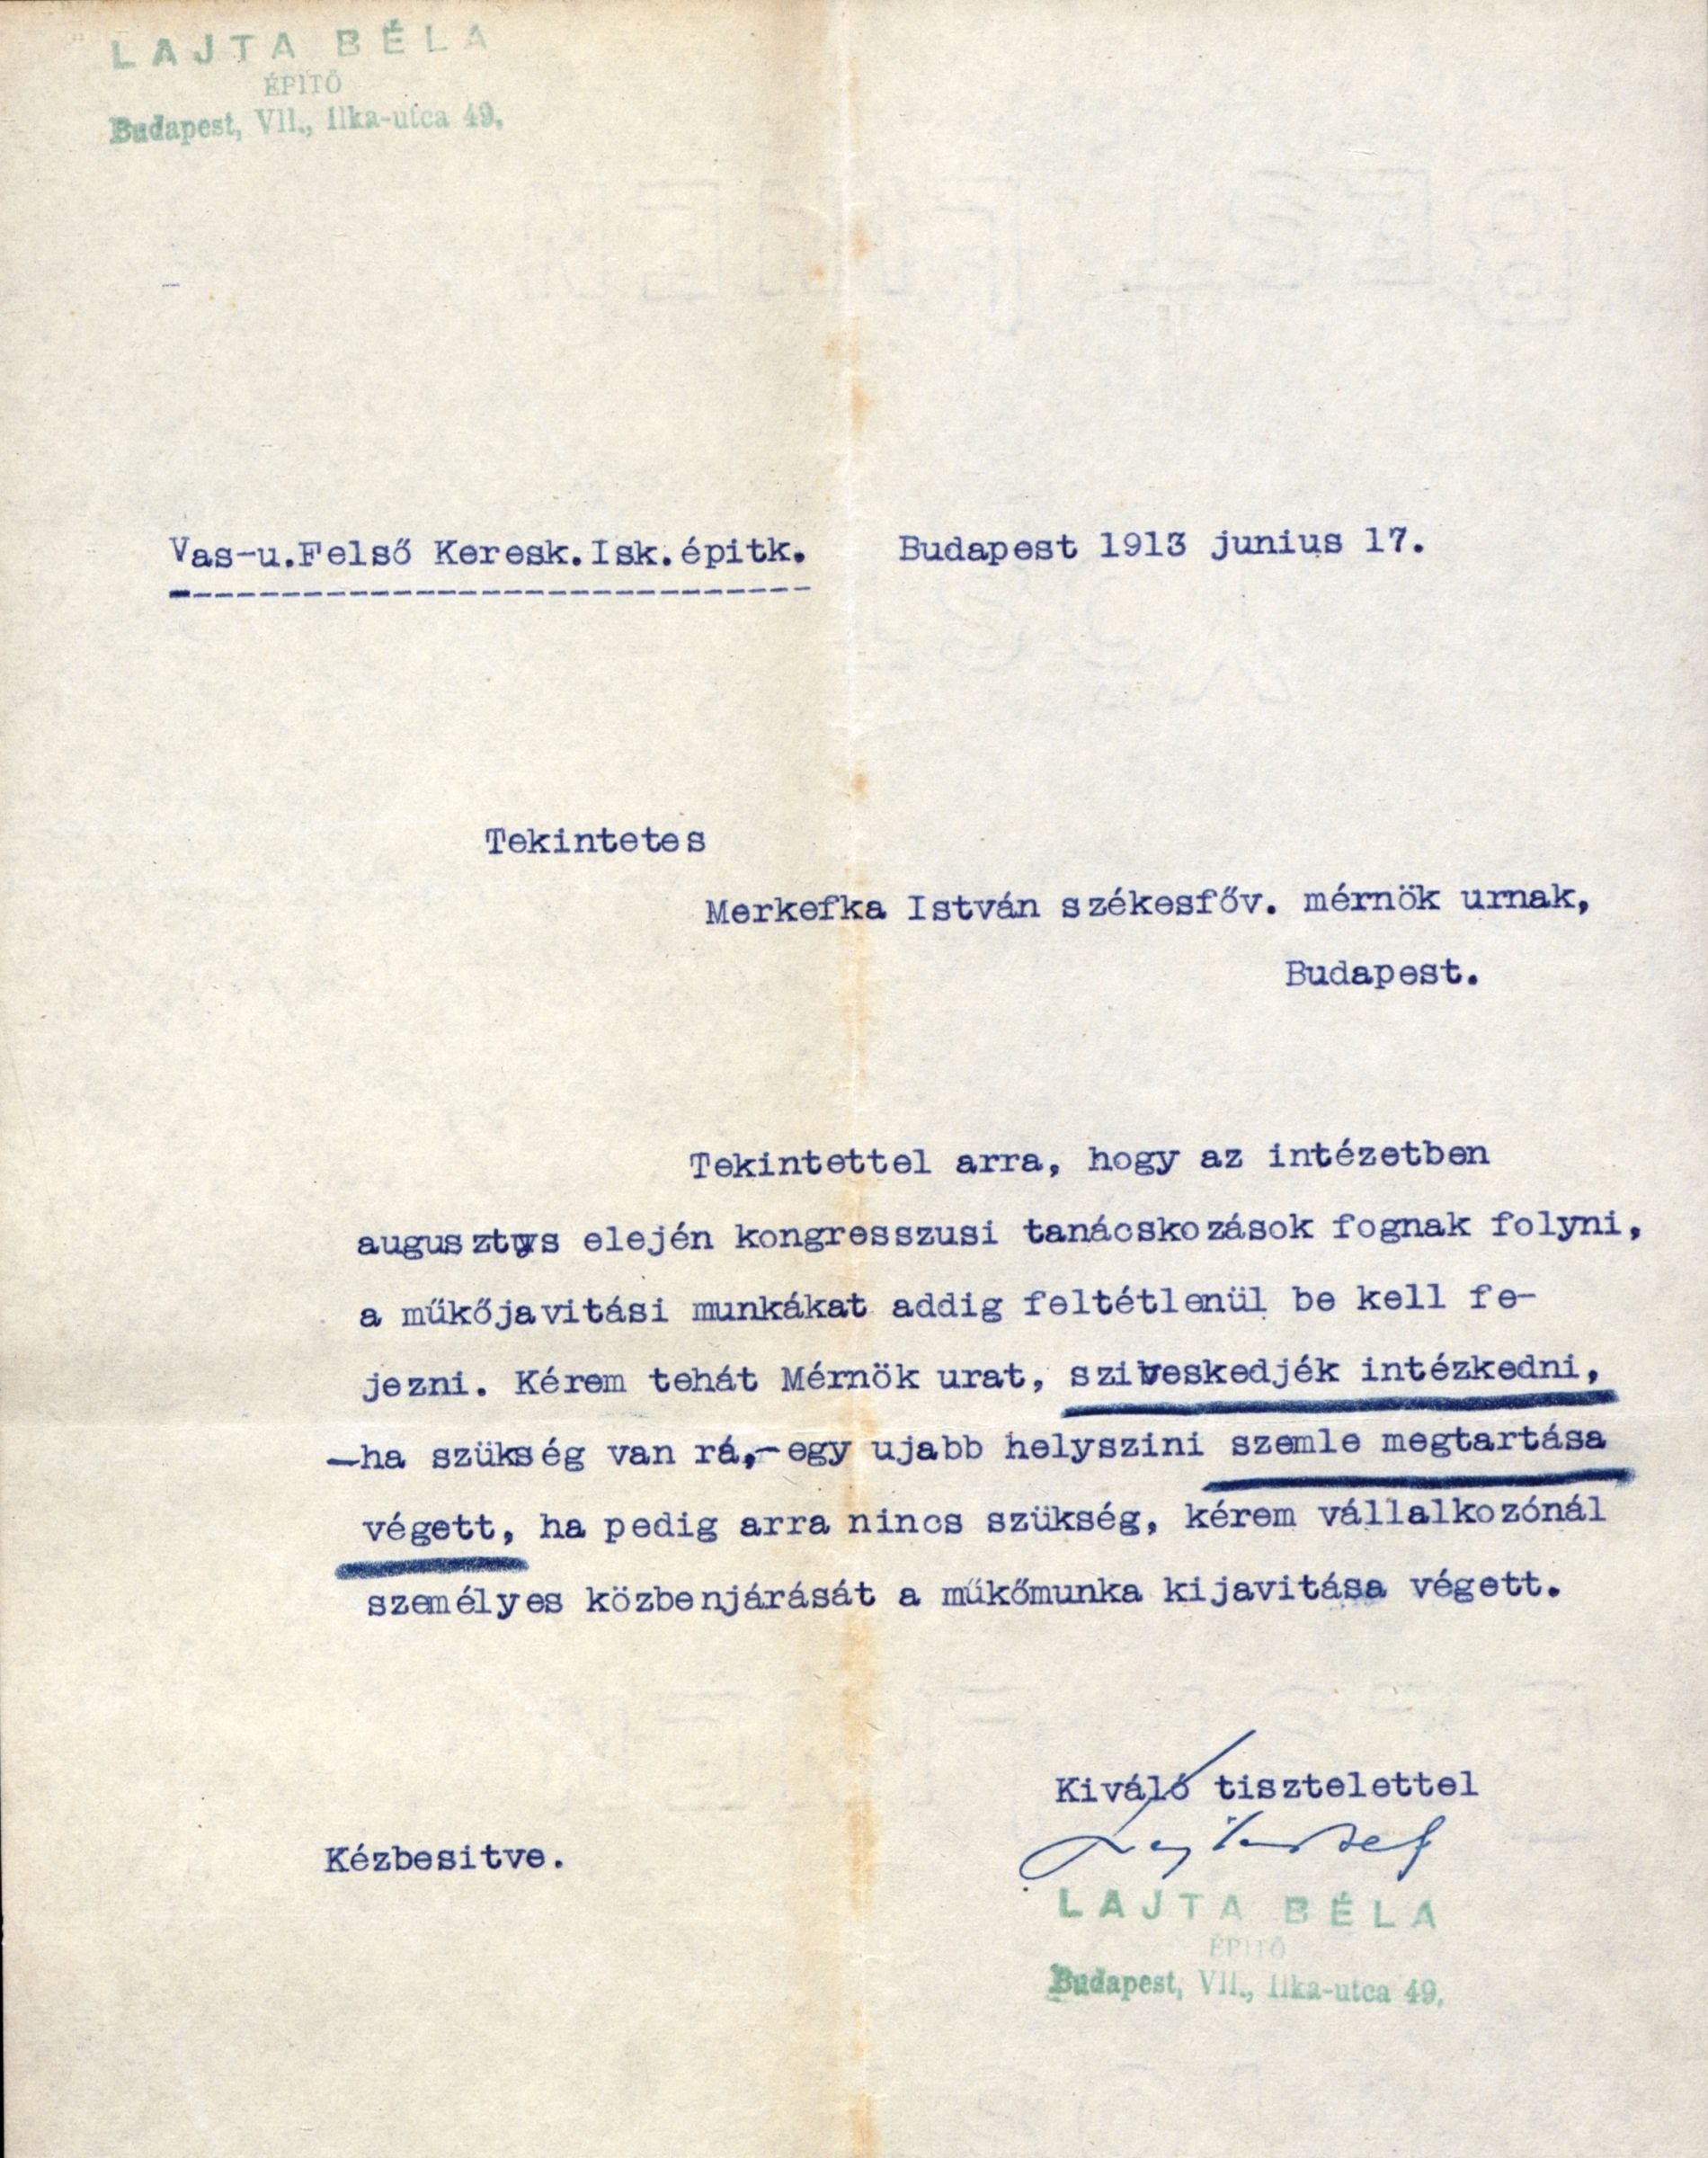 LAJTA BÉLA
ÉPITŐ
Budapest, VII., Ilka-utca 49.
Vas-u.Felső Keresk.Isk.épitk.
Budapest 1913 junius 17.
Tekintetes
Merkefka István székesfőv. mérnök urnak,
Budapest.
Tekintettel arra, hogy az intézetben
augusztus elején kongresszusi tanácskozások fognak folyni,
a műkőjavitási munkákat addig feltétlenül be kell fe-
jezni. Kérem tehát Mérnök urat, sziveskedjék intézkedni,
—ha szükség van rá,-egy ujabb helyszini szemle megtartása
végett, ha pedig arra nincs szükség, kérem vállalkozónál
személyes közbenjárását a műkőmunka kijavitása végett.
Kiváló tisztelettel
Lajta Béla
Kézbesitve.
LAJTA BÉLA
ÉPITŐ
Budapest, VII., Ilka-utca 49.